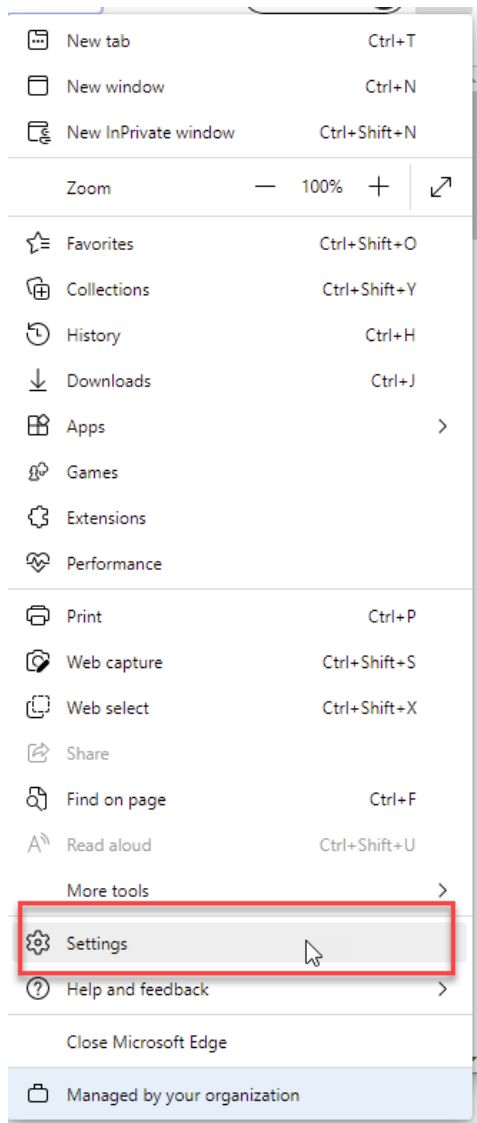 New tab Ctrl+T
New window Ctrl+N
New InPrivate window Ctrl+Shift+N
Zoom — 100% +
Favorites Ctrl+Shift+O
Collections Ctrl+Shift+Y
History Ctrl+H
Downloads Ctrl+J
Apps
Games
Extensions
Performance
Print Ctrl+P
Web capture Ctrl+Shift+S
Web select Ctrl+Shift+X
Share
Find on page Ctrl+F
Read aloud Ctrl+Shift+U
More tools
Settings
Help and feedback
Close Microsoft Edge
Managed by your organization